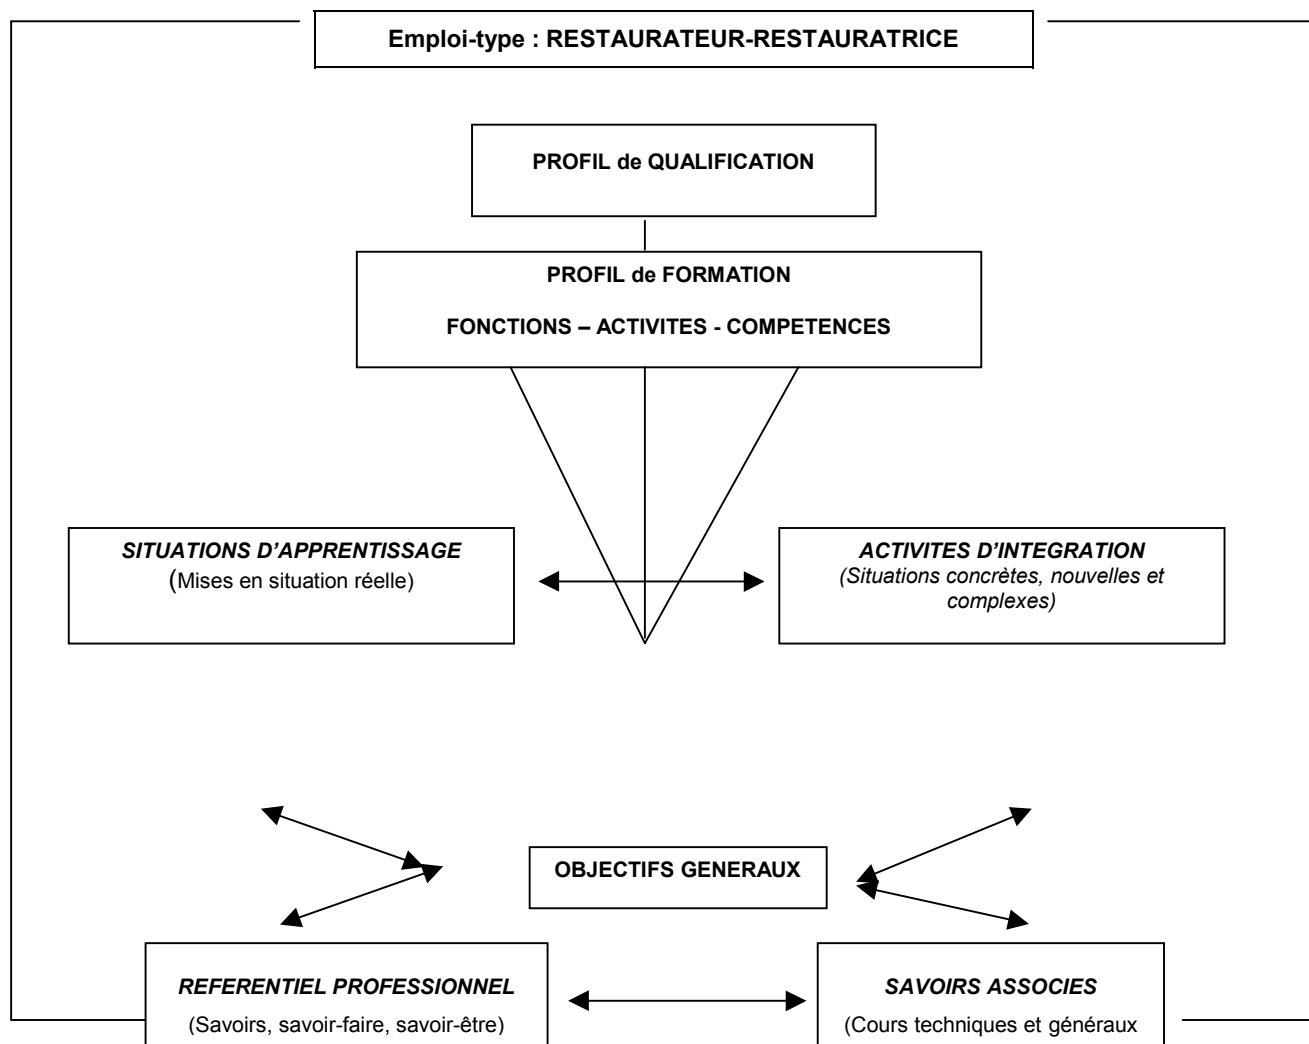 Emploi-type : RESTAURATEUR-RESTAURATRICE
PROFIL de QUALIFICATION
PROFIL de FORMATION
FONCTIONS – ACTIVITES - COMPETENCES
SITUATIONS D’APPRENTISSAGE
(Mises en situation réelle)
ACTIVITES D’INTEGRATION
(Situations concrètes, nouvelles et
complexes)
OBJECTIFS GENERAUX
REFERENTIEL PROFESSIONNEL
(Savoirs, savoir-faire, savoir-être)
SAVOIRS ASSOCIES
(Cours techniques et généraux